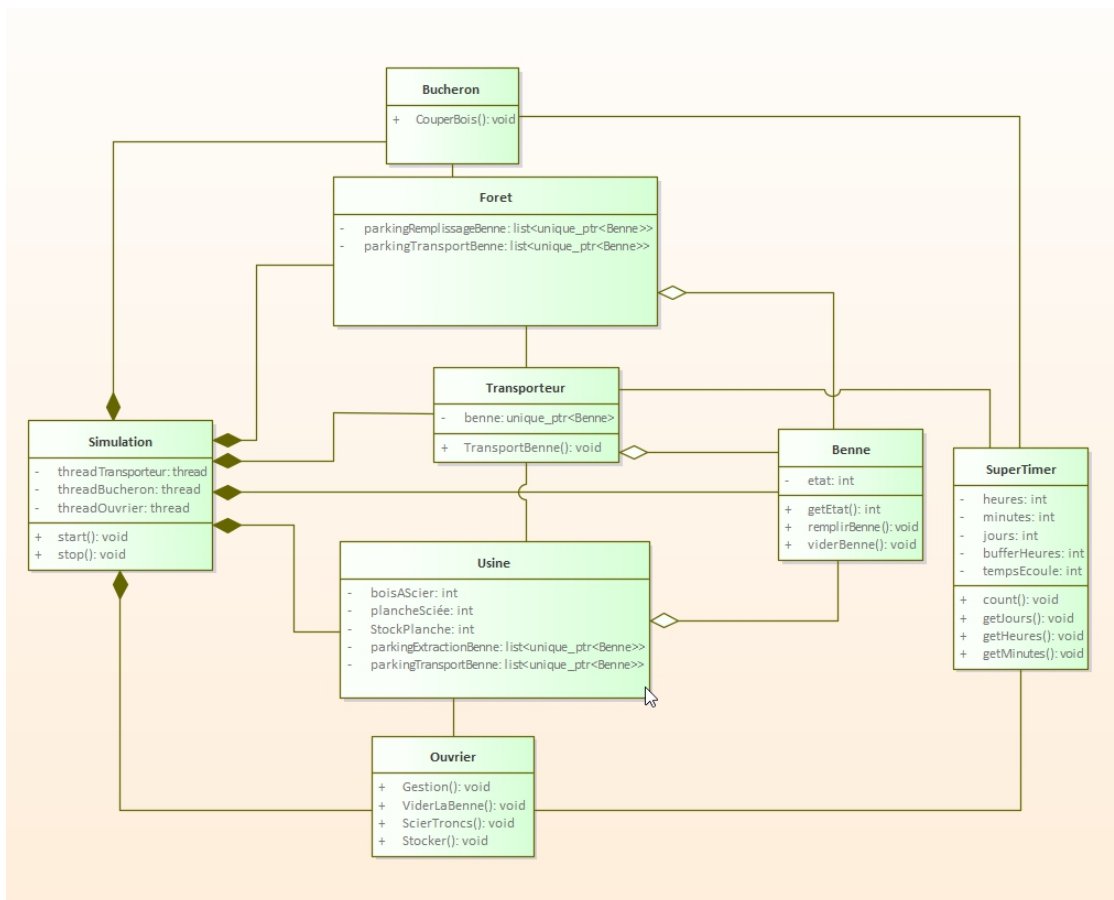 Bucheron
+ CouperBois(): void
Foret
- parkingRemplissageBenne: list<unique_ptr<Benne>>
- parkingTransportBenne: list<unique_ptr<Benne>>
Transporteur
- benne: unique_ptr<Benne>
+ TransportBenne(): void
Simulation
- threadTransporteur: thread
- threadBucheron: thread
- threadOuvrier: thread
+ start(): void
+ stop(): void
Benne
- etat: int
+ getEtat(): int
+ remplirBenne(): void
+ viderBenne(): void
SuperTimer
- heures: int
- minutes: int
- jours: int
- bufferHeures: int
- tempsEcoule: int
+ count(): void
+ getJours(): void
+ getHeures(): void
+ getMinutes(): void
Usine
- boisAScier: int
- plancheSciée: int
- StockPlanche: int
- parkingExtractionBenne: list<unique_ptr<Benne>>
- parkingTransportBenne: list<unique_ptr<Benne>>
Ouvrier
+ Gestion(): void
+ ViderLaBenne(): void
+ ScierTroncs(): void
+ Stocker(): void